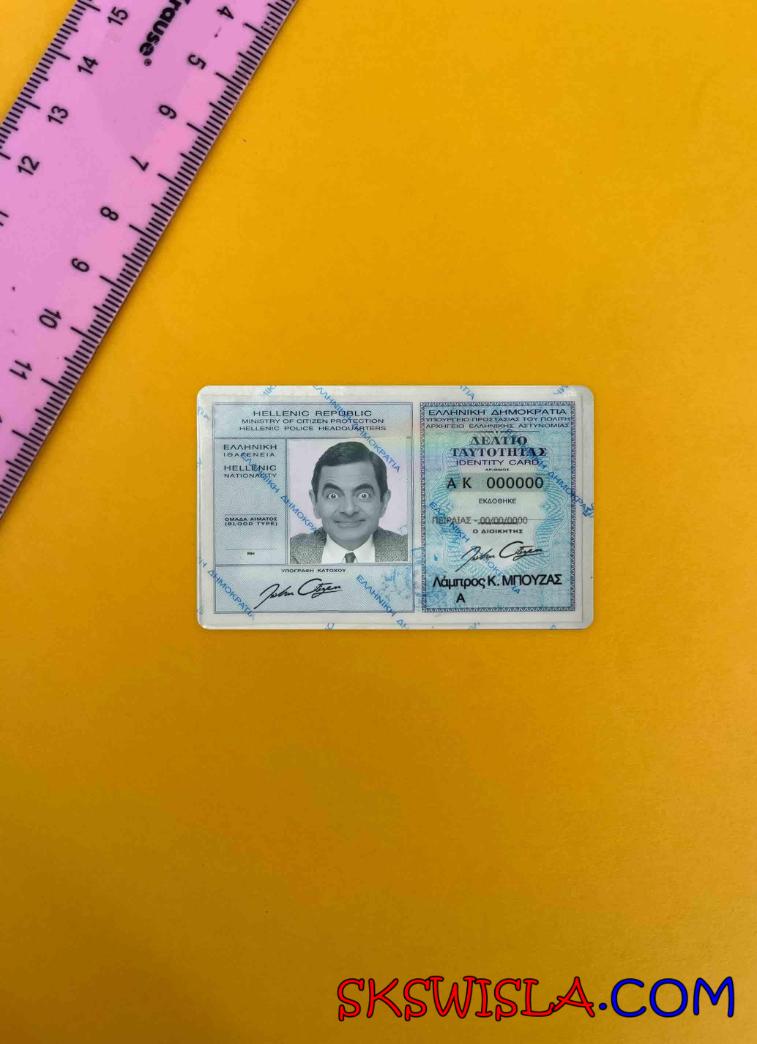 15 14 13 12 11
Krause
4 5 6 7 8 9 10 11
HELLENIC REPUBLIC
MINISTRY OF CITIZEN PROTECTION
HELLENIC POLICE HEADQUARTERS
ΕΛΛΗΝΙΚΗ
ΙΘΑΓΕΝΕΙΑ
HELLENIC
NATIONALITY
ΟΜΑΔΑ ΑΙΜΑΤΟΣ
(BLOOD TYPE)
RH
ΥΠΟΓΡΑΦΗ ΚΑΤΟΧΟΥ
John Citizen
ΕΛΛΗΝΙΚΗ ΔΗΜΟΚΡΑΤΙΑ
ΥΠΟΥΡΓΕΙΟ ΠΡΟΣΤΑΣΙΑΣ ΤΟΥ ΠΟΛΙΤΗ
ΑΡΧΗΓΕΙΟ ΕΛΛΗΝΙΚΗΣ ΑΣΤΥΝΟΜΙΑΣ
ΔΕΛΤΙΟ
ΤΑΥΤΟΤΗΤΑΣ
IDENTITY CARD
ΑΡΙΘΜΟΣ
Α Κ 000000
ΕΚΔΟΘΗΚΕ
ΠΕΙΡΑΙΑΣ - 00/00/0000
Ο ΔΙΟΙΚΗΤΗΣ
John Citizen
Λάμπρος Κ. ΜΠΟΥΖΑΣ
Α
ΕΛΛΗΝΙΚΗ ΔΗΜΟΚΡΑΤΙΑ
SKSWISLA.COM